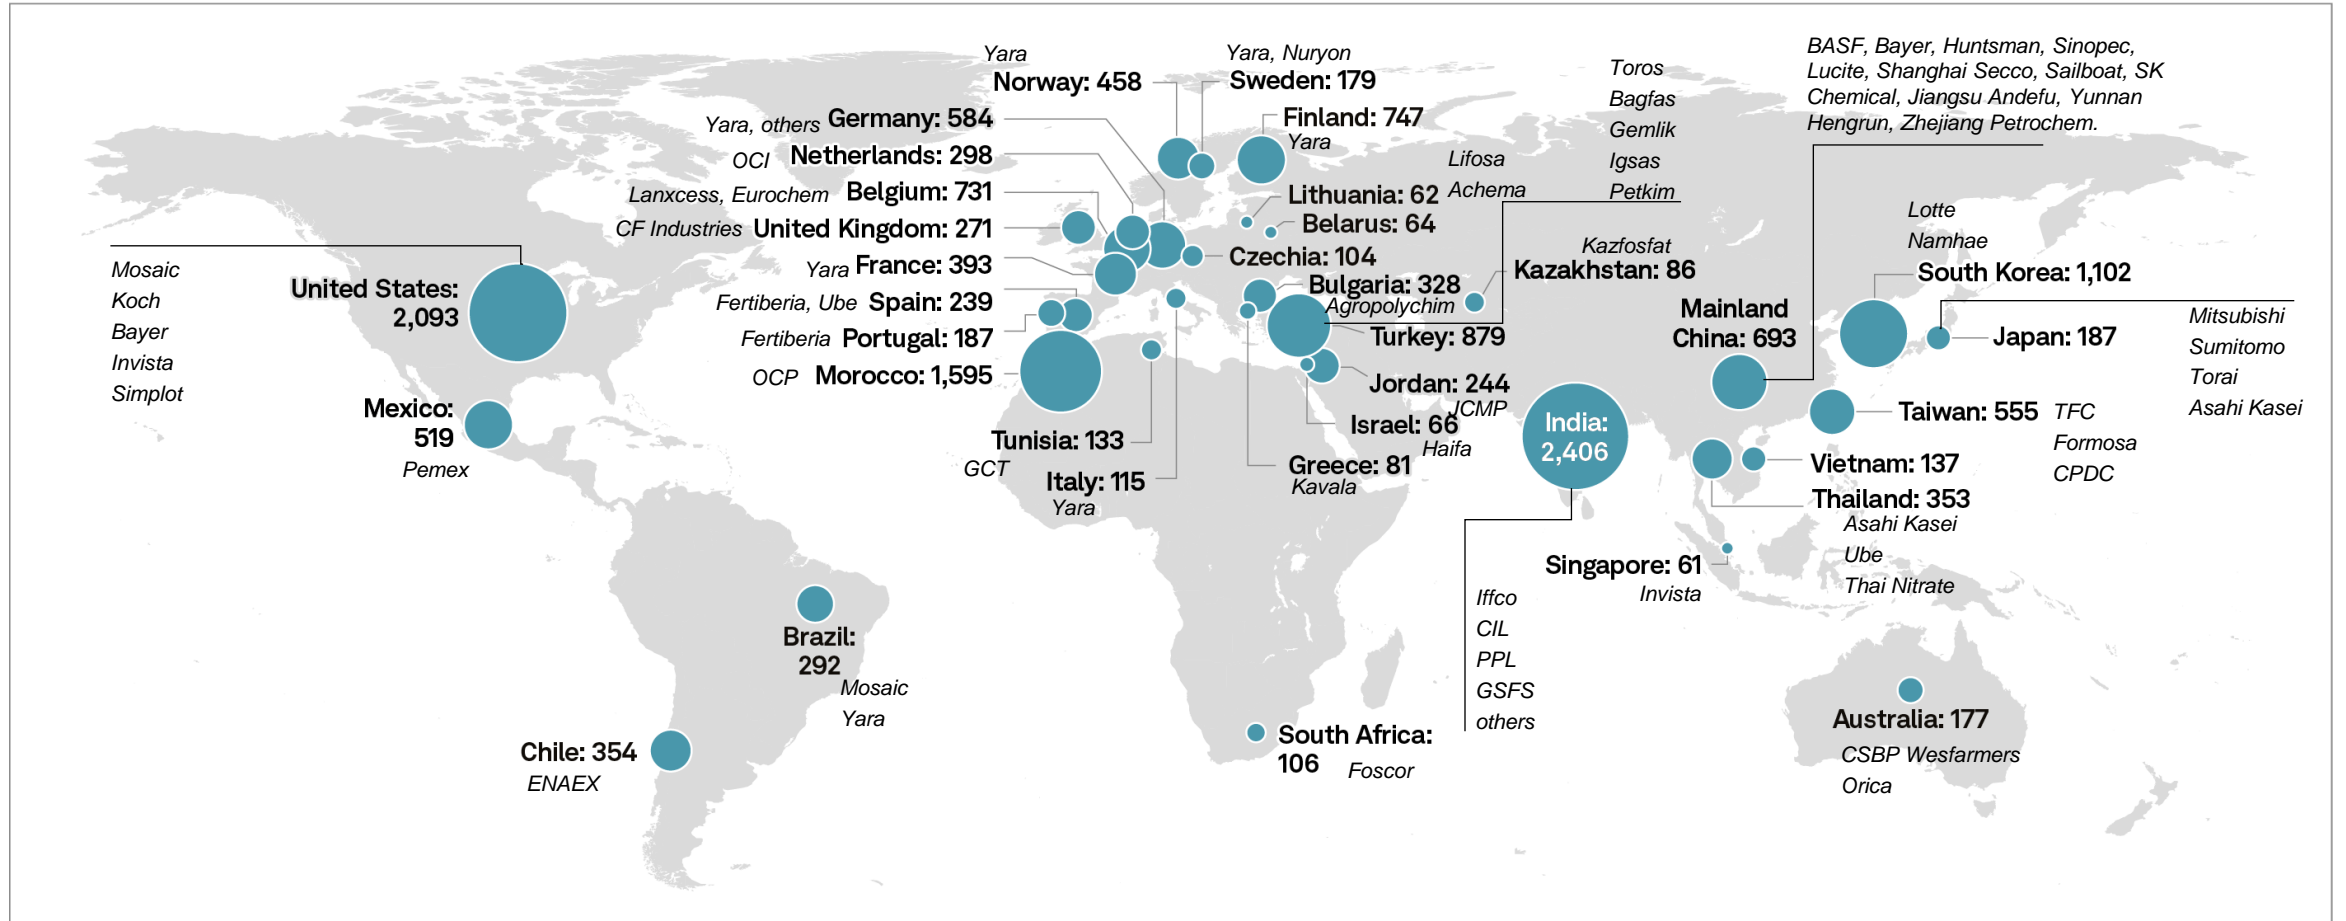 Yara
Norway: 458
Yara, Nuryon
Sweden: 179
Yara, others Germany: 584
Finland: 747
Yara
OCI Netherlands: 298
Lanxcess, Eurochem Belgium: 731
CF Industries United Kingdom: 271
Yara France: 393
Fertiberia, Ube Spain: 239
Fertiberia Portugal: 187
OCP Morocco: 1,595
Tunisia: 133
GCT
Italy: 115
Yara
Lifosa
Achema
Lithuania: 62
Belarus: 64
Czechia: 104
Bulgaria: 328
Agropolychim
Turkey: 879
Toros
Bagfas
Gemlik
Igsas
Petkim
Kazfosfat
Kazakhstan: 86
Jordan: 244
JCMP
Israel: 66
Haifa
Greece: 81
Kavala
United States:
2,093
Mosaic
Koch
Bayer
Invista
Simplot
Mexico:
519
Pemex
Brazil:
292
Mosaic
Yara
Chile: 354
ENAEX
South Africa:
106
Foscor
India:
2,406
Iffco
CIL
PPL
GSFS
others
BASF, Bayer, Huntsman, Sinopec,
Lucite, Shanghai Secco, Sailboat, SK
Chemical, Jiangsu Andefu, Yunnan
Hengrun, Zhejiang Petrochem.
Mainland
China: 693
Lotte
Namhae
South Korea: 1,102
Japan: 187
Mitsubishi
Sumitomo
Torai
Asahi Kasei
Taiwan: 555
TFC
Formosa
CPDC
Vietnam: 137
Thailand: 353
Asahi Kasei
Ube
Thai Nitrate
Singapore: 61
Invista
Australia: 177
CSBP Wesfarmers
Orica